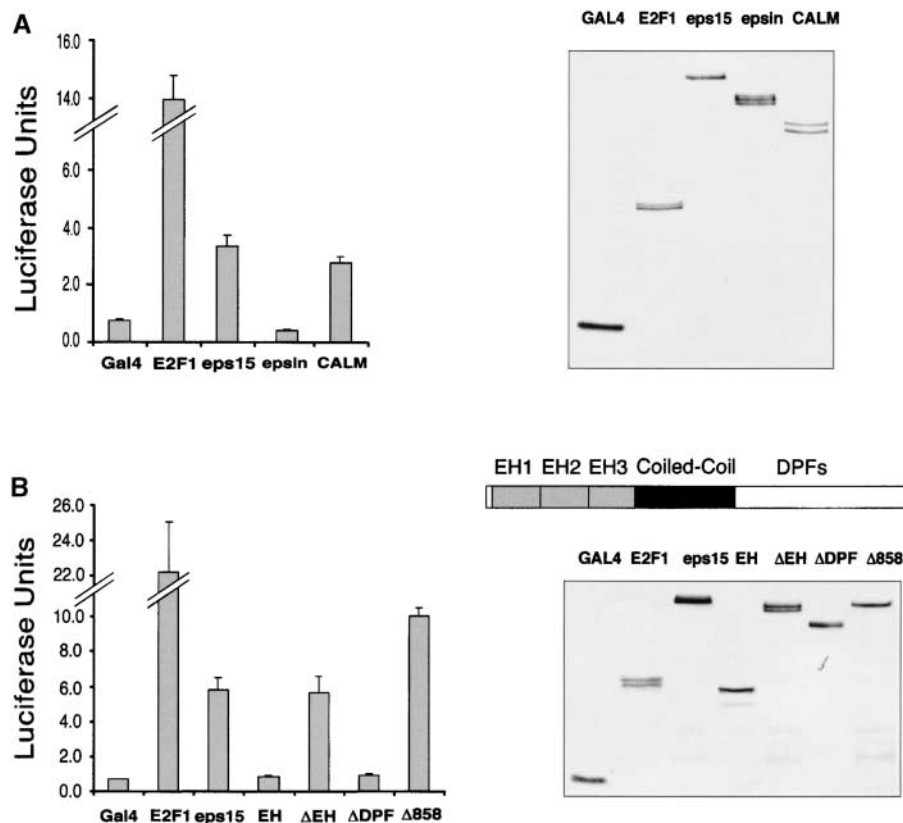 A
Luciferase Units
16.0
14.0
6.0
4.0
2.0
0.0
Gal4 E2F1 eps15 epsin CALM
GAL4 E2F1 eps15 epsin CALM
B
Luciferase Units
26.0
24.0
22.0
10.0
8.0
6.0
4.0
2.0
0.0
Gal4 E2F1 eps15 EH ΔEH ΔDPF Δ858
EH1 EH2 EH3 Coiled-Coil DPFs
GAL4 E2F1 eps15 EH ΔEH ΔDPF Δ858